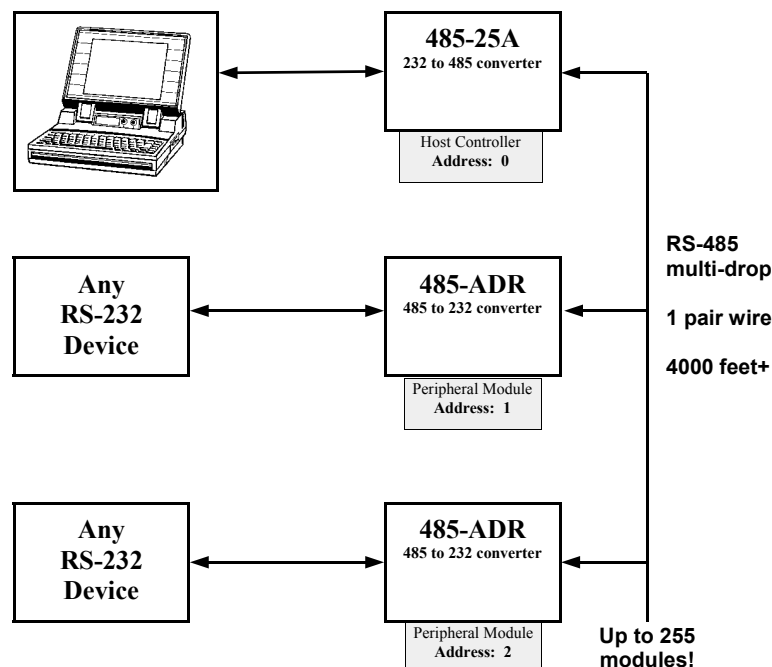 485-25A
232 to 485 converter
Host Controller
Address: 0
RS-485
multi-drop
1 pair wire
4000 feet+
Any
RS-232
Device
485-ADR
485 to 232 converter
Peripheral Module
Address: 1
Any
RS-232
Device
485-ADR
485 to 232 converter
Peripheral Module
Address: 2
Up to 255
modules!